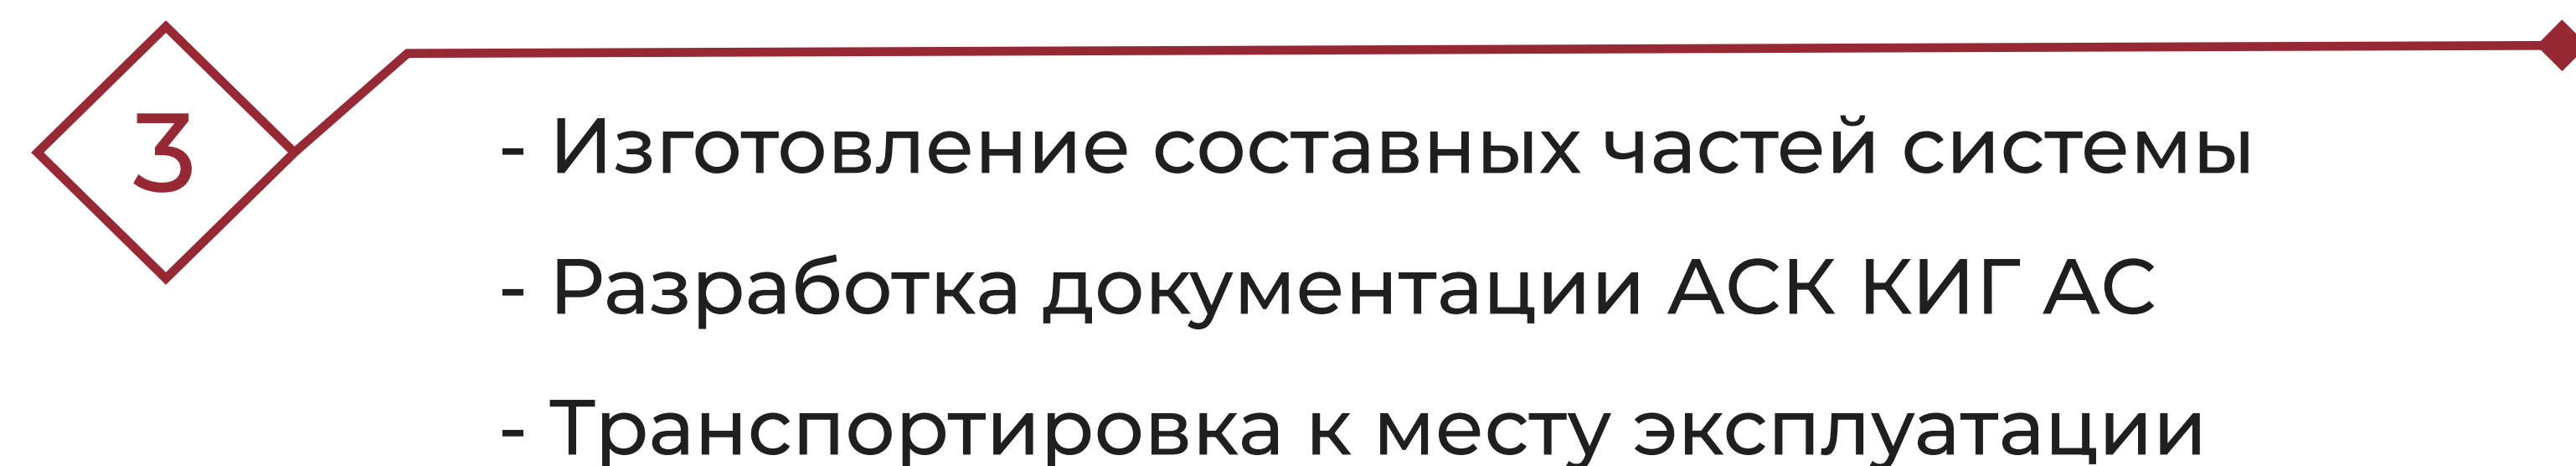 3
- Изготовление составных частей системы
- Разработка документации АСК КИГ АС
- Транспортировка к месту эксплуатации